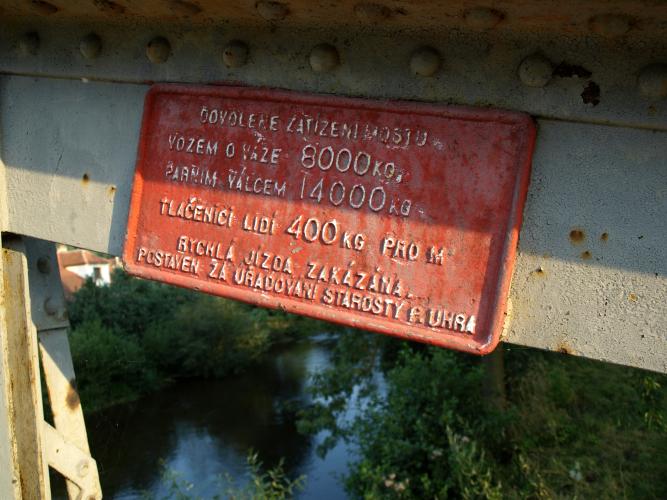 DOVOLENÉ ZATÍŽENÍ MOSTU
VOZEM O VÁZE 8000 KG.
PARNÍM VÁLCEM 14000 KG.
TLAČENICÍ LIDÍ 400 KG PRO M
RYCHLÁ JÍZDA ZAKÁZÁNA.
POSTAVEN ZA ÚŘADOVÁNÍ STAROSTY F. UHRA